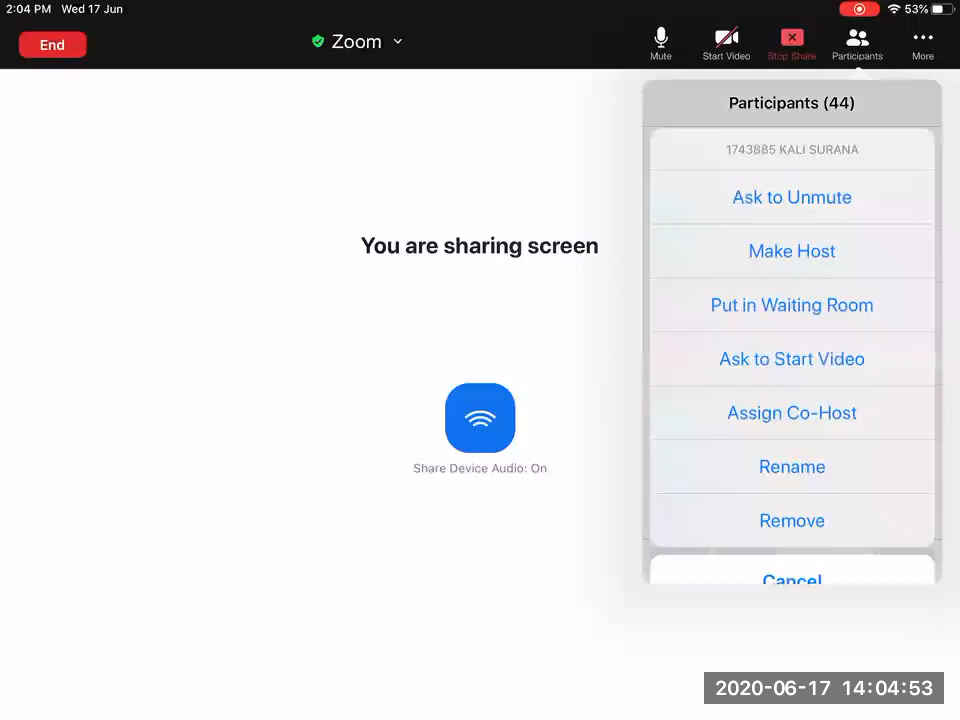 2:04 PM Wed 17 Jun
53%
End
Zoom
Mute
Start Video
Stop Share
Participants
More
Participants (44)
1743885 KALI SURANA
Ask to Unmute
Make Host
Put in Waiting Room
Ask to Start Video
Assign Co-Host
Rename
Remove
Cancel
You are sharing screen
Share Device Audio: On
2020-06-17 14:04:53